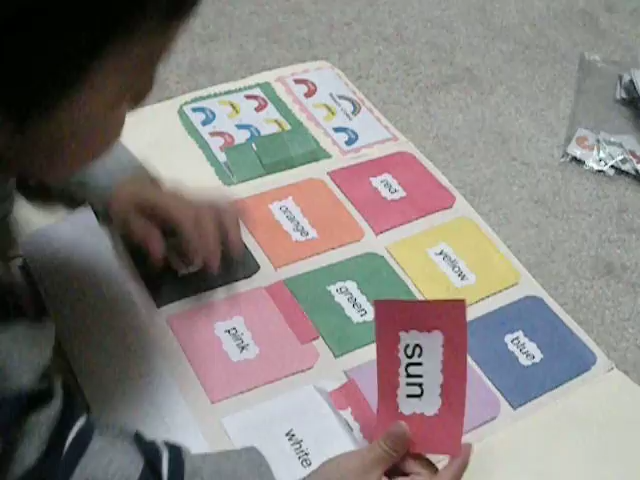 red
orange
yellow
green
blue
pink
sun
white